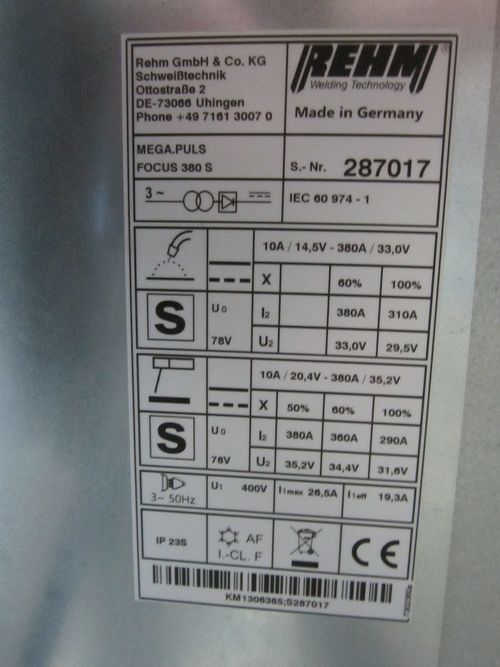 Rehm GmbH & Co. KG
Schweißtechnik
Ottostraße 2
DE-73066 Uhingen
Phone +49 7161 3007 0
REHM
Welding Technology
Made in Germany
MEGA.PULS
FOCUS 380 S
S.- Nr. 287017
3 ~
IEC 60 974 - 1
10A / 14,5V - 380A / 33,0V
X 60% 100%
S U0 I2 380A 310A
78V U2 33,0V 29,5V
10A / 20,4V - 380A / 35,2V
X 50% 60% 100%
S U0 I2 380A 360A 290A
78V U2 35,2V 34,4V 31,6V
3~ 50Hz U1 400V I1max 26,5A I1eff 19,3A
IP 23S
AF
I.-CL. F
CE
KM1306385;S287017